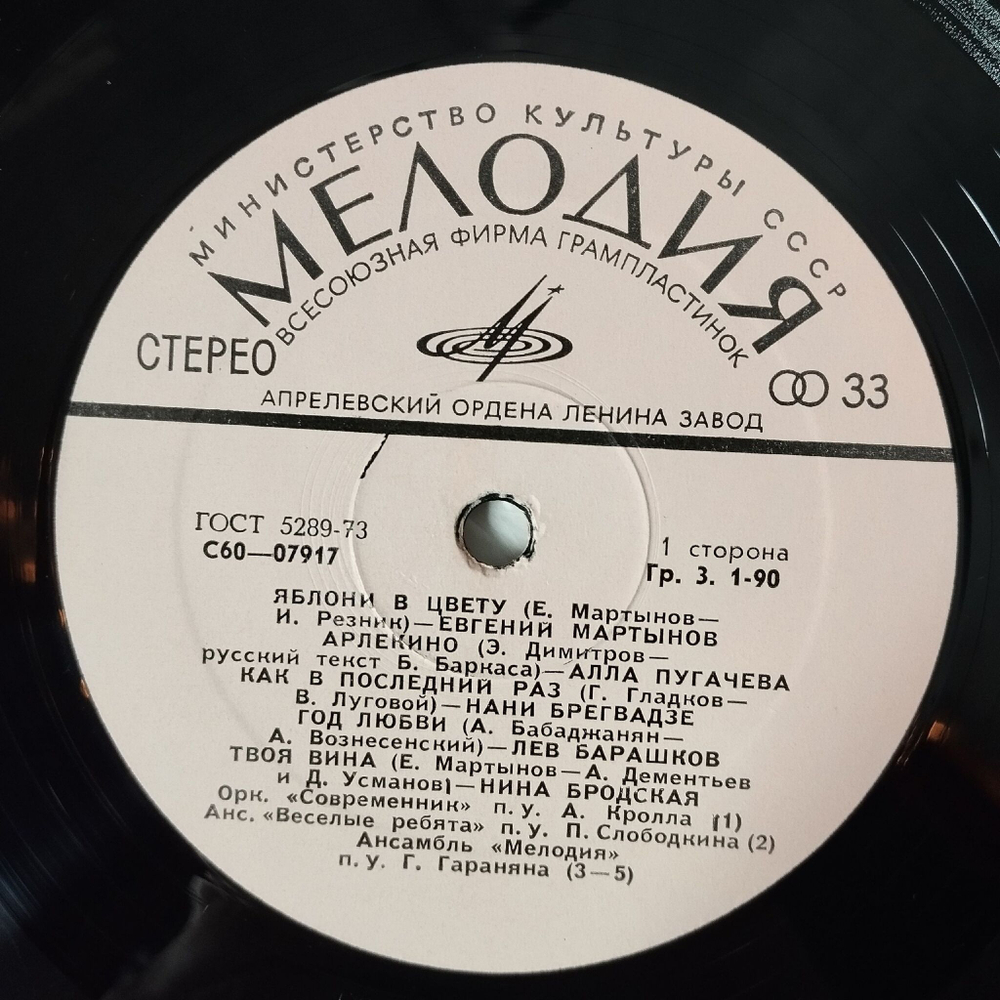 МИНИСТЕРСТВО КУЛЬТУРЫ СССР
МЕЛОДИЯ
ВСЕСОЮЗНАЯ ФИРМА ГРАМПЛАСТИНОК
СТЕРЕО
33
АПРЕЛЕВСКИЙ ОРДЕНА ЛЕНИНА ЗАВОД
ГОСТ 5289-73
С60—07917
1 сторона
Гр. 3. 1-90
ЯБЛОНИ В ЦВЕТУ (Е. Мартынов—
И. Резник)—ЕВГЕНИЙ МАРТЫНОВ
АРЛЕКИНО (Э. Димитров—
русский текст Б. Баркаса)—АЛЛА ПУГАЧЕВА
КАК В ПОСЛЕДНИЙ РАЗ (Г. Гладков—
В. Луговой)—НАНИ БРЕГВАДЗЕ
ГОД ЛЮБВИ (А. Бабаджанян—
А. Вознесенский)—ЛЕВ БАРАШКОВ
ТВОЯ ВИНА (Е. Мартынов—А. Дементьев
и Д. Усманов)—НИНА БРОДСКАЯ
Орк. «Современник» п. у. А. Кролла (1)
Анс. «Веселые ребята» п. у. П. Слободкина (2)
Ансамбль «Мелодия»
п. у. Г. Гараняна (3—5)